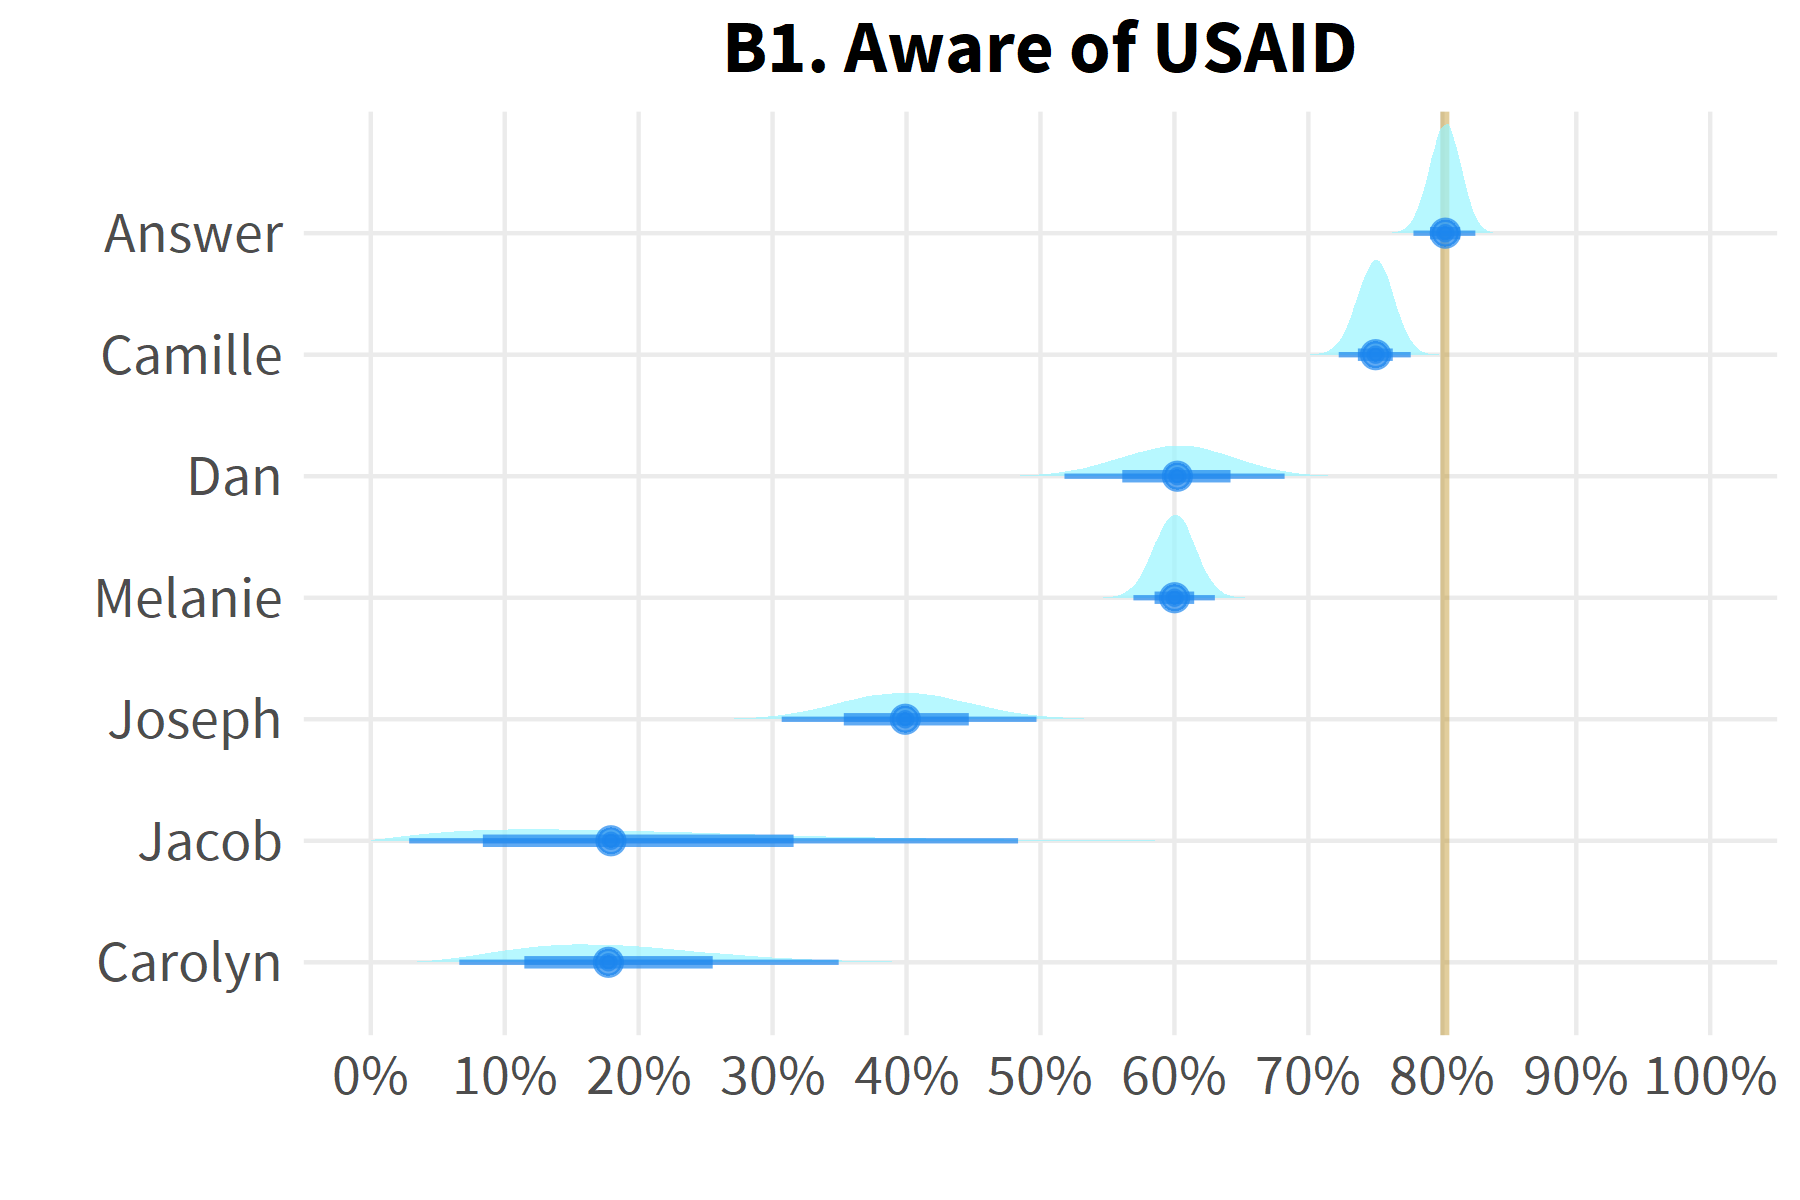 B1. Aware of USAID
Answer
Camille
Dan
Melanie
Joseph
Jacob
Carolyn
0% 10% 20% 30% 40% 50% 60% 70% 80% 90% 100%